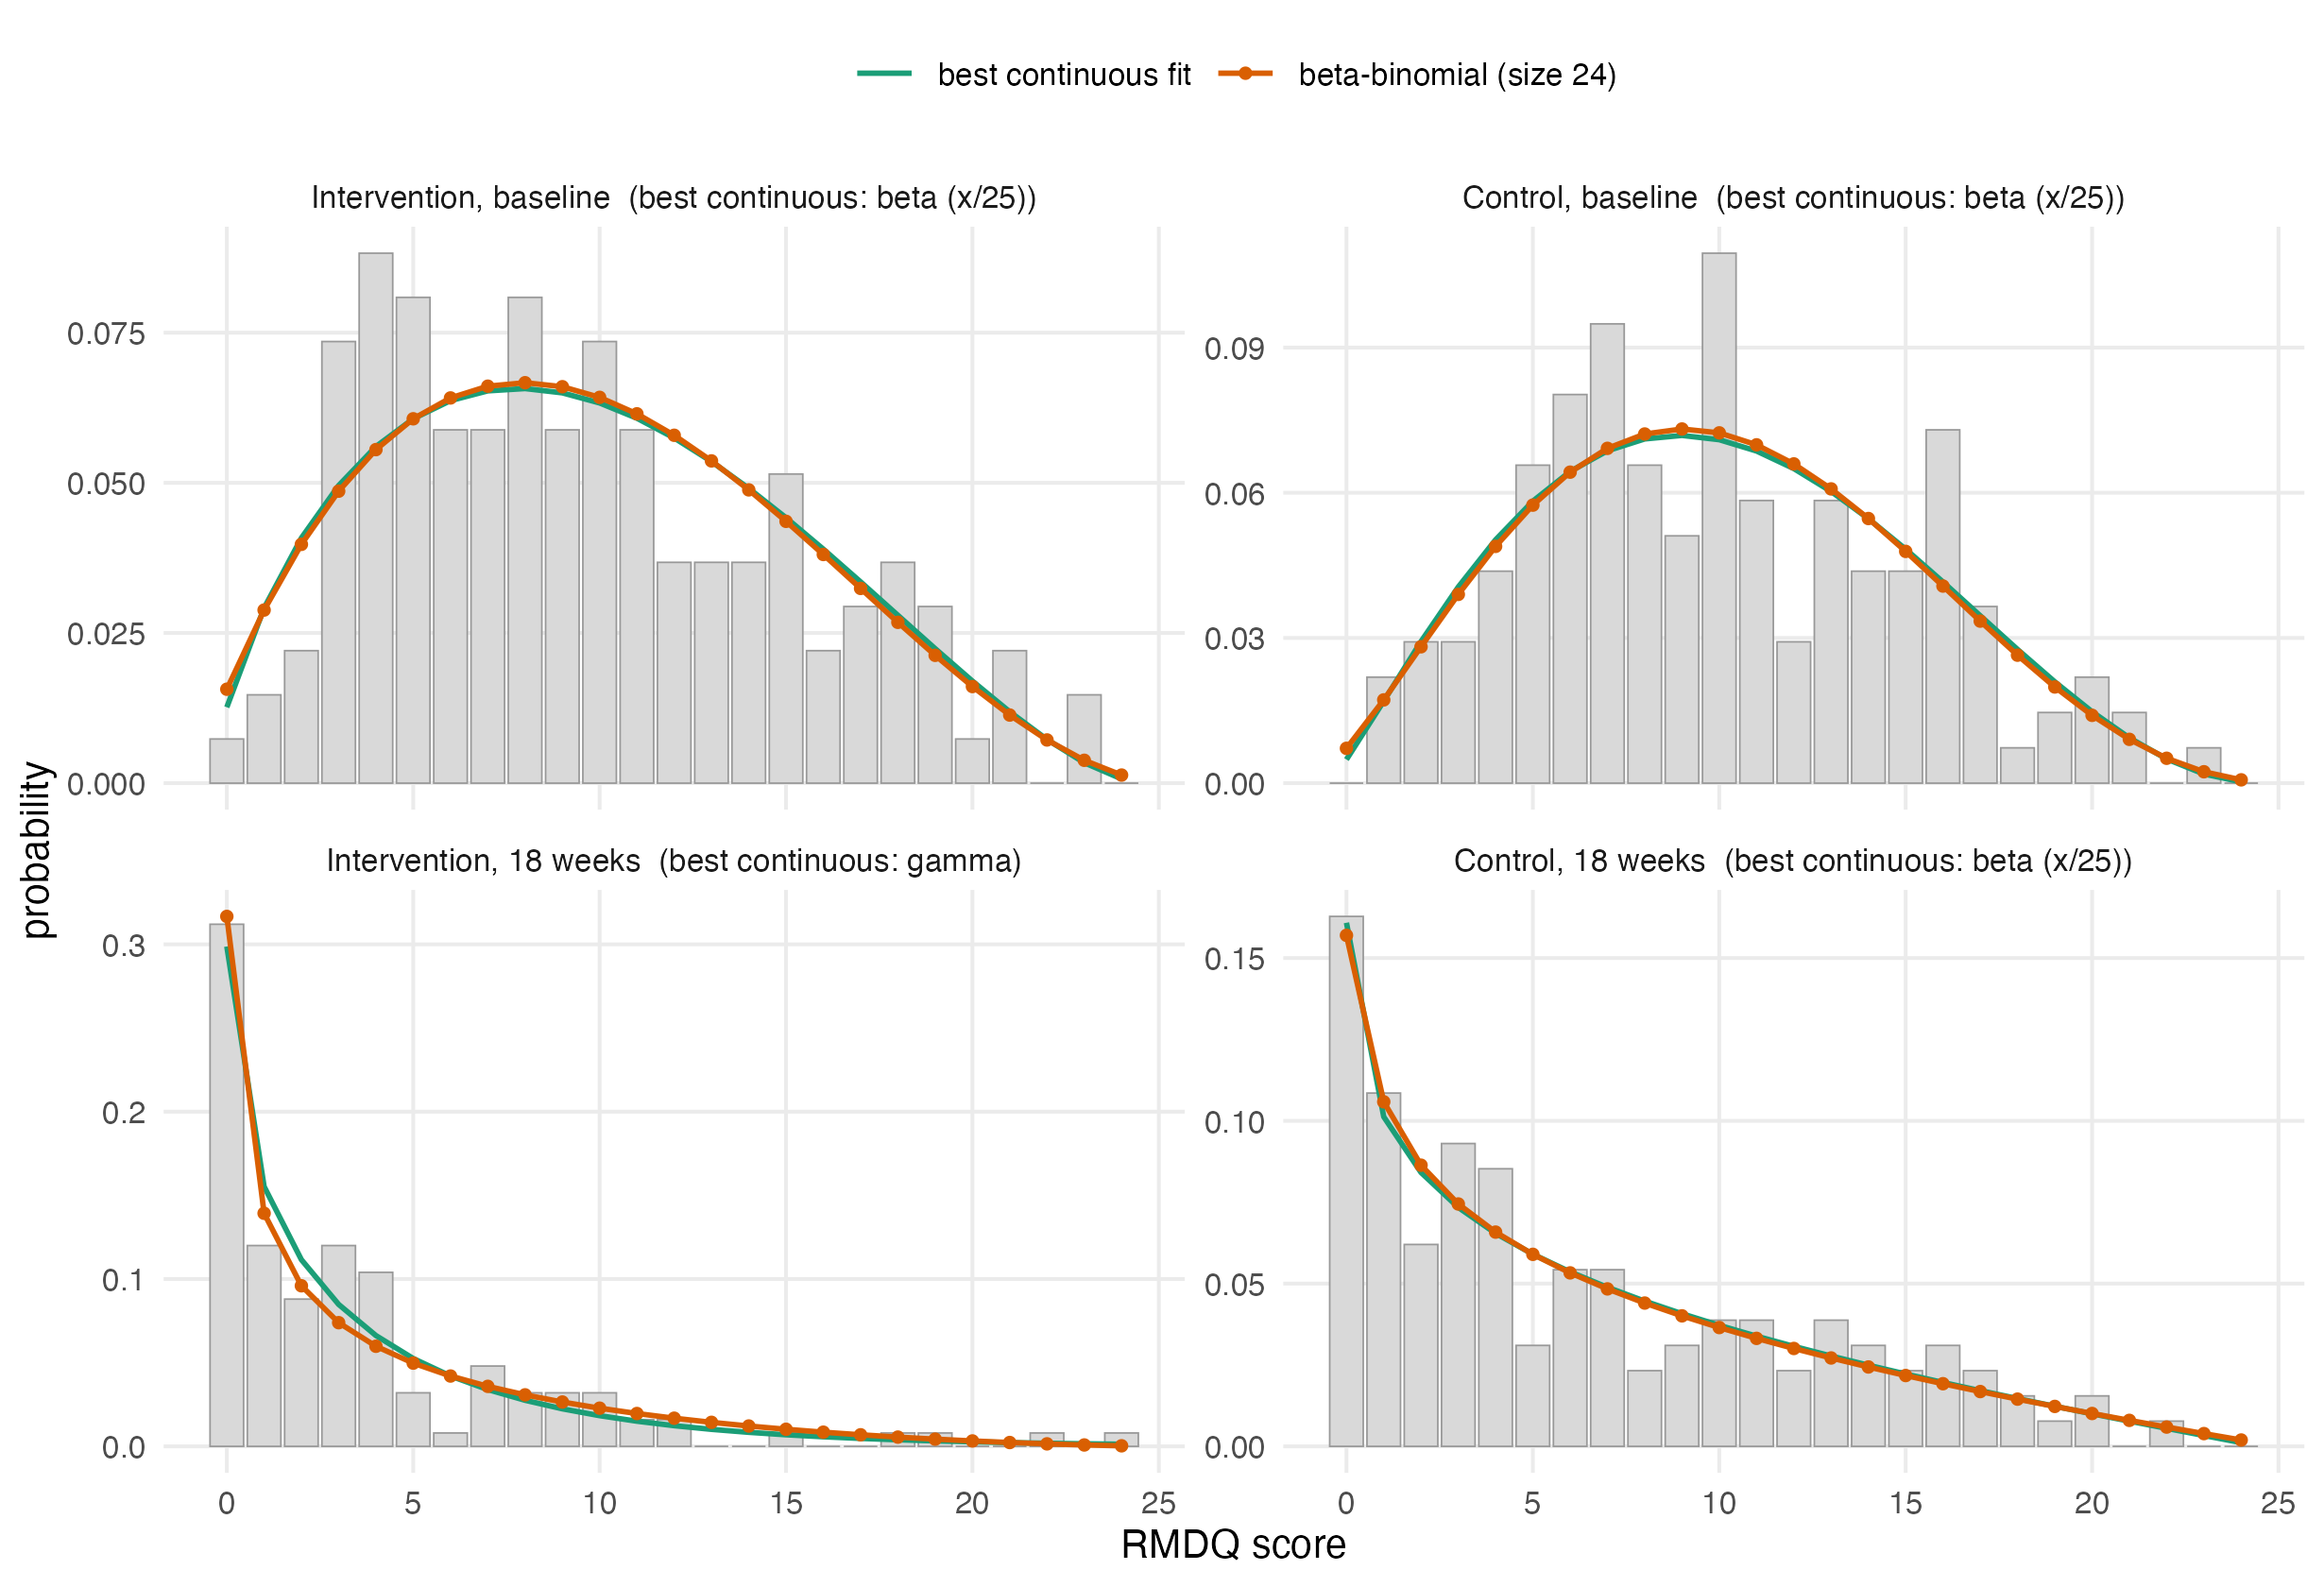 best continuous fit beta-binomial (size 24)
Intervention, baseline (best continuous: beta (x/25))
0.075
0.050
0.025
0.000
Control, baseline (best continuous: beta (x/25))
0.09
0.06
0.03
0.00
probability
Intervention, 18 weeks (best continuous: gamma)
0.3
0.2
0.1
0.0
0 5 10 15 20 25
Control, 18 weeks (best continuous: beta (x/25))
0.15
0.10
0.05
0.00
0 5 10 15 20 25
RMDQ score